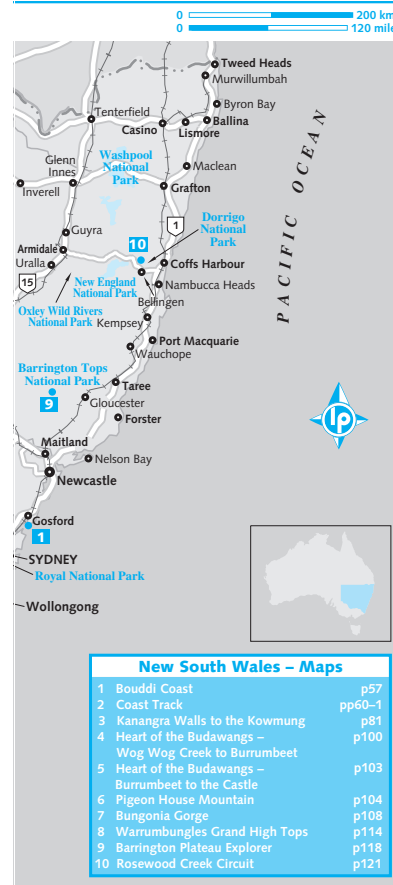 0 200 km
0 120 mile
Tweed Heads
Murwillumbah
Byron Bay
Tenterfield
Casino
Ballina
Lismore
Washpool
National
Park
Glenn
Innes
Maclean
Inverell
Grafton
1
Dorrigo
National
Park
Guyra
10
Armidale
Uralla
Coffs Harbour
15
New England
National Park
Nambucca Heads
Bellingen
Oxley Wild Rivers
National Park
Kempsey
Port Macquarie
Wauchope
Barrington Tops
National Park
Taree
9
Gloucester
Forster
Maitland
Nelson Bay
Newcastle
Gosford
1
SYDNEY
Royal National Park
Wollongong
PACIFIC OCEAN
lp
New South Wales – Maps
1 Bouddi Coast p57
2 Coast Track pp60–1
3 Kanangra Walls to the Kowmung p81
4 Heart of the Budawangs – p100
Wog Wog Creek to Burrumbeet
5 Heart of the Budawangs – p103
Burrumbeet to the Castle
6 Pigeon House Mountain p104
7 Bungonia Gorge p108
8 Warrumbungles Grand High Tops p114
9 Barrington Plateau Explorer p118
10 Rosewood Creek Circuit p121